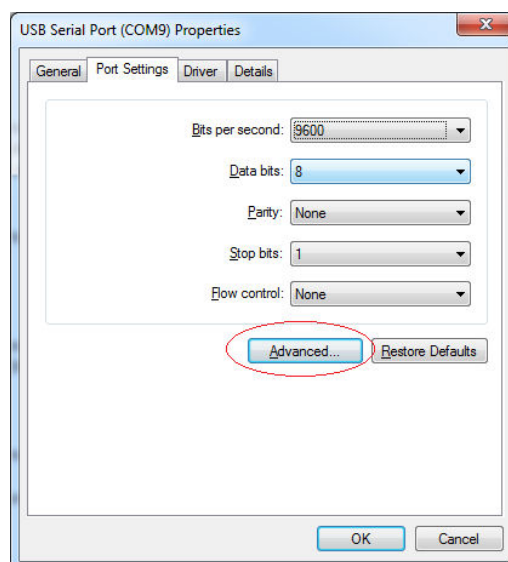 USB Serial Port (COM9) Properties
General Port Settings Driver Details
Bits per second: 9600
Data bits: 8
Parity: None
Stop bits: 1
Flow control: None
Advanced... Restore Defaults
OK Cancel